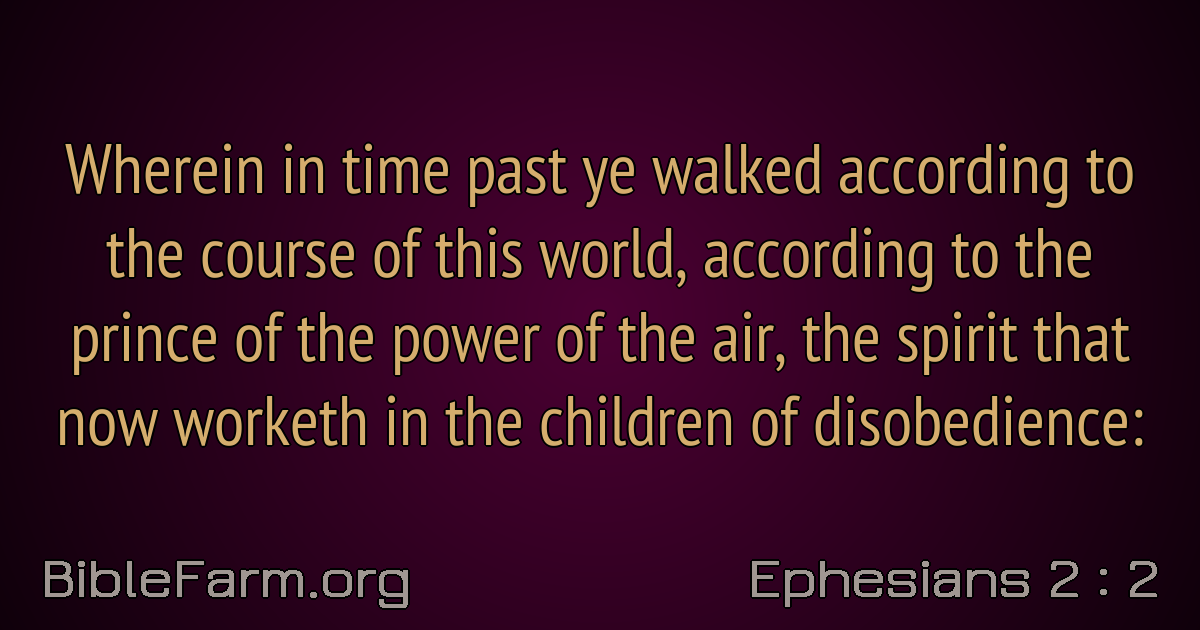 Wherein in time past ye walked according to
the course of this world, according to the
prince of the power of the air, the spirit that
now worketh in the children of disobedience:
BibleFarm.org
Ephesians 2 : 2